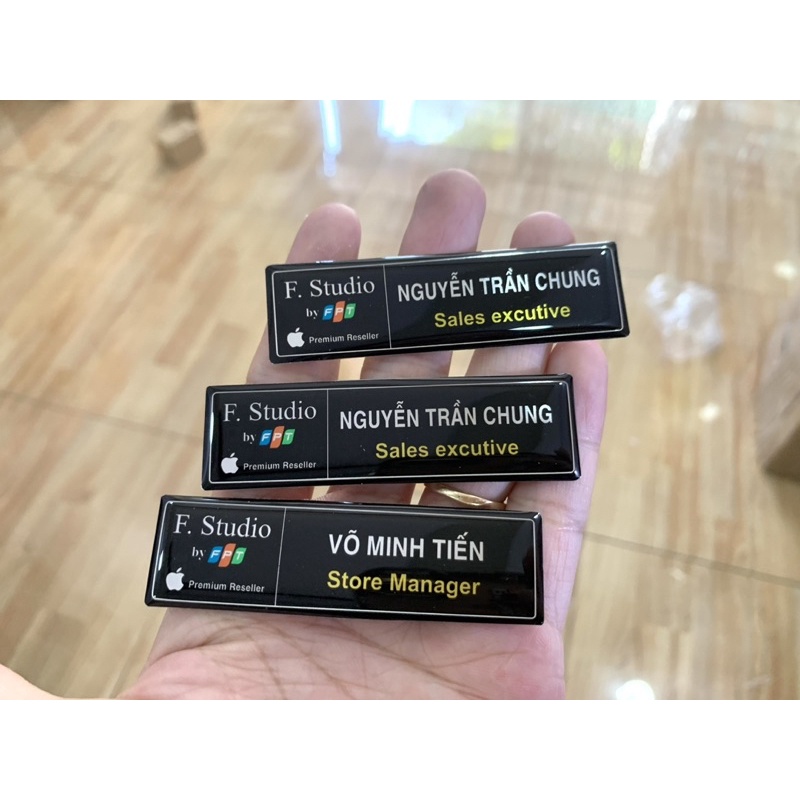 F. Studio
by FPT
Premium Reseller
NGUYỄN TRẦN CHUNG
Sales excutive
F. Studio
by FPT
Premium Reseller
NGUYỄN TRẦN CHUNG
Sales excutive
F. Studio
by FPT
Premium Reseller
VÕ MINH TIẾN
Store Manager